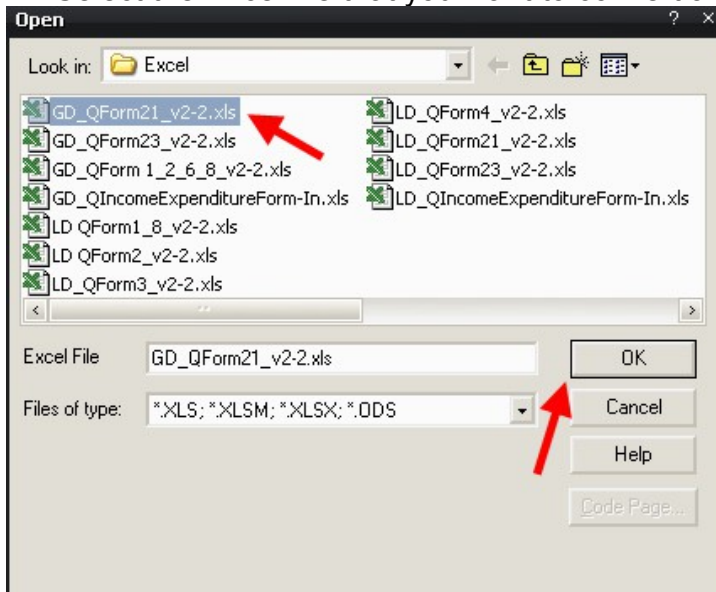 Open
Look in: Excel
GD_QForm21_v2-2.xls
GD_QForm23_v2-2.xls
GD_QForm 1_2_6_8_v2-2.xls
GD_QIncomeExpenditureForm-In.xls
LD QForm1_8_v2-2.xls
LD QForm2_v2-2.xls
LD_QForm3_v2-2.xls
LD_QForm4_v2-2.xls
LD_QForm21_v2-2.xls
LD_QForm23_v2-2.xls
LD_QIncomeExpenditureForm-In.xls
Excel File GD_QForm21_v2-2.xls OK
Files of type: *.XLS; *.XLSM; *.XLSX; *.ODS Cancel
Help
Code Page...